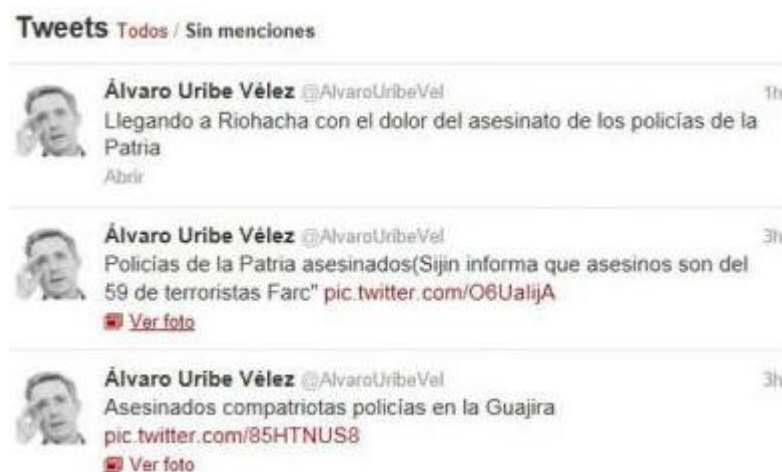 Tweets Todos / Sin menciones
Álvaro Uribe Vélez @AlvaroUribeVel 1h
Llegando a Riohacha con el dolor del asesinato de los policías de la
Patria
Abrir
Álvaro Uribe Vélez @AlvaroUribeVel 3h
Policías de la Patria asesinados(Sijin informa que asesinos son del
59 de terroristas Farc" pic.twitter.com/O6UalijA
Ver foto
Álvaro Uribe Vélez @AlvaroUribeVel 3h
Asesinados compatriotas policías en la Guajira
pic.twitter.com/85HTNUS8
Ver foto